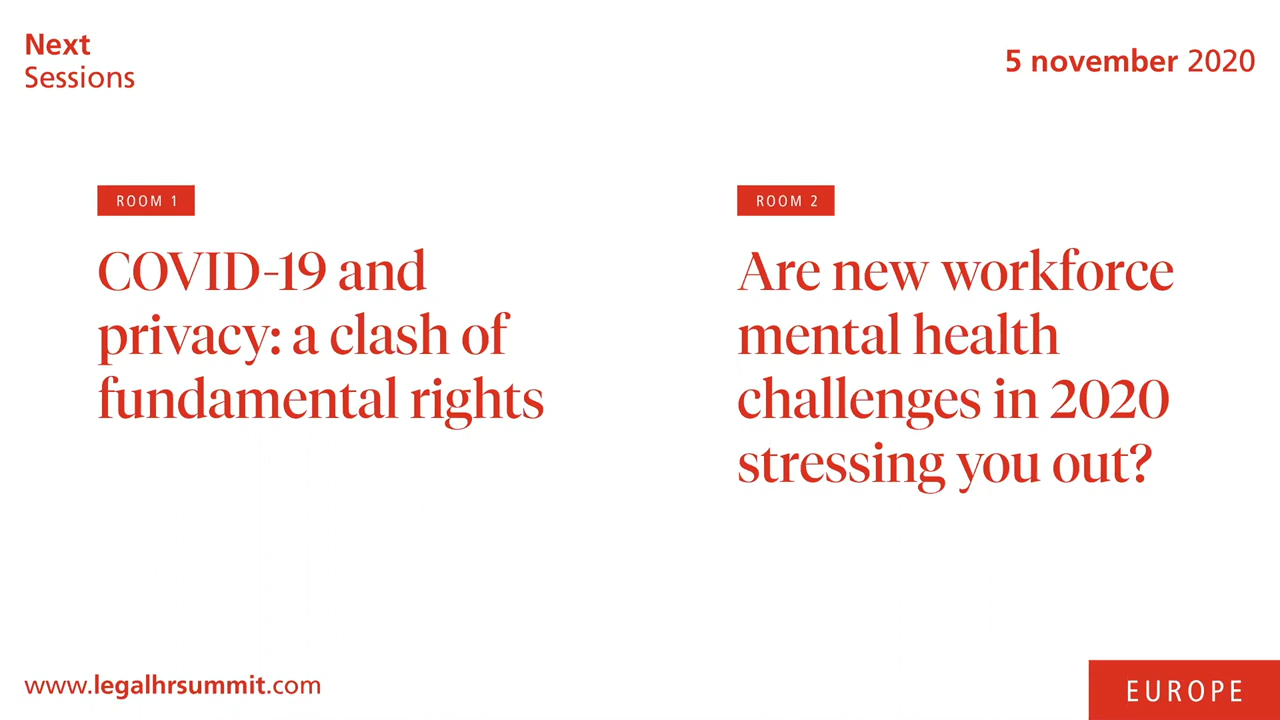 Next
Sessions
5 november 2020
ROOM 1
COVID-19 and
privacy: a clash of
fundamental rights
ROOM 2
Are new workforce
mental health
challenges in 2020
stressing you out?
www.legalhrsummit.com
EUROPE